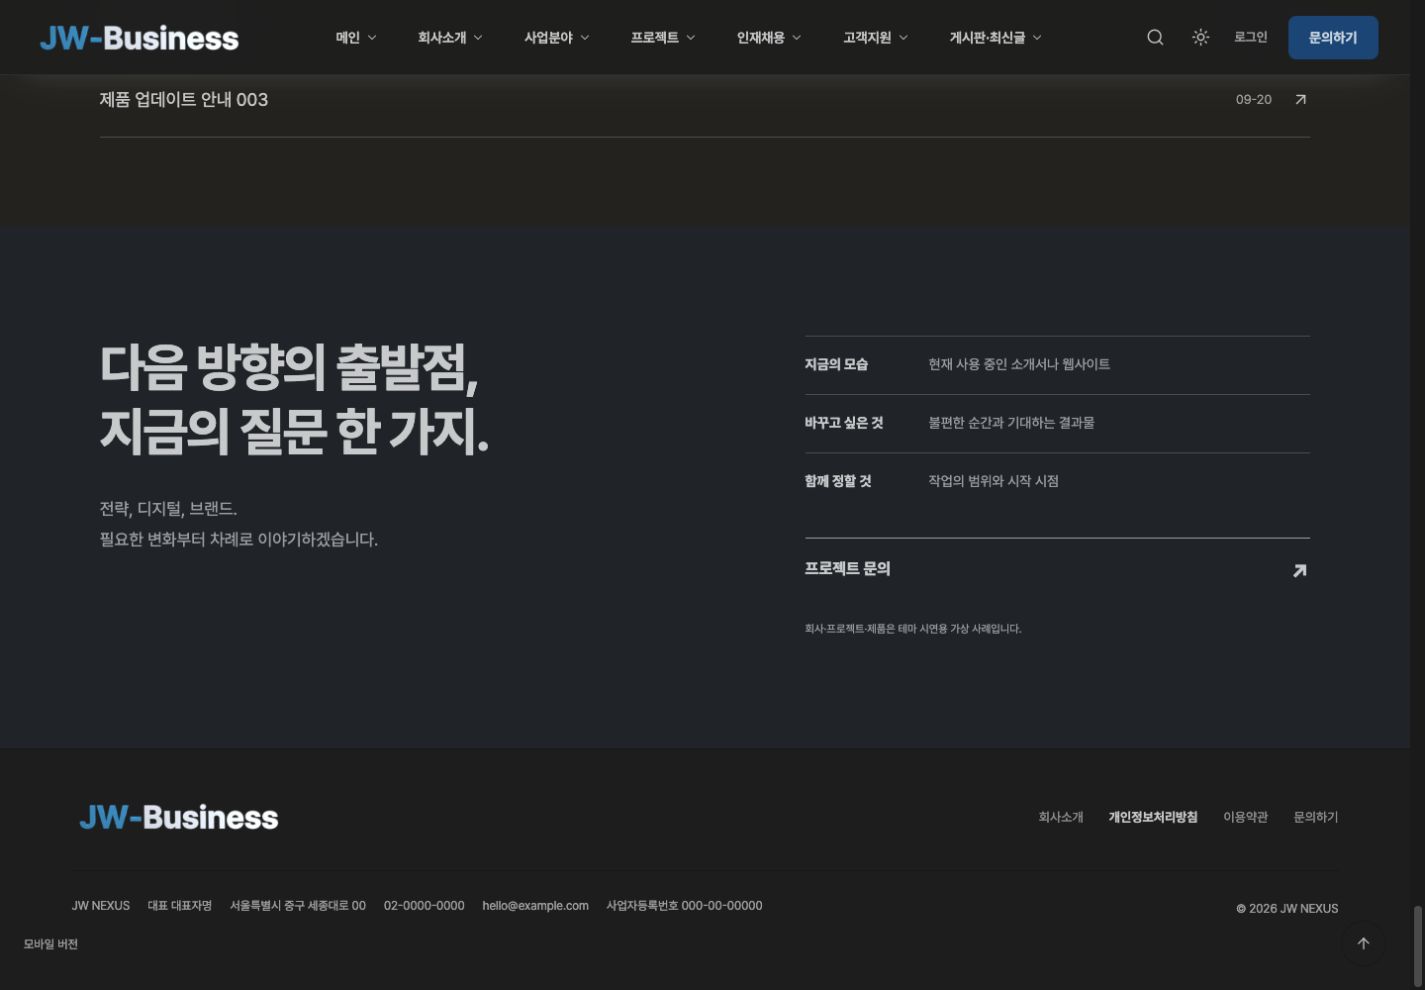 JW-Business
메인
회사소개
사업분야
프로젝트
인재채용
고객지원
게시판·최신글
로그인
문의하기
제품 업데이트 안내 003
09-20
다음 방향의 출발점,
지금의 질문 한 가지.
전략, 디지털, 브랜드.
필요한 변화부터 차례로 이야기하겠습니다.
지금의 모습 현재 사용 중인 소개서나 웹사이트
바꾸고 싶은 것 불편한 순간과 기대하는 결과물
함께 정할 것 작업의 범위와 시작 시점
프로젝트 문의
회사·프로젝트·제품은 테마 시연용 가상 사례입니다.
JW-Business
회사소개 개인정보처리방침 이용약관 문의하기
JW NEXUS 대표 대표자명 서울특별시 중구 세종대로 00 02-0000-0000 hello@example.com 사업자등록번호 000-00-00000
© 2026 JW NEXUS
모바일 버전